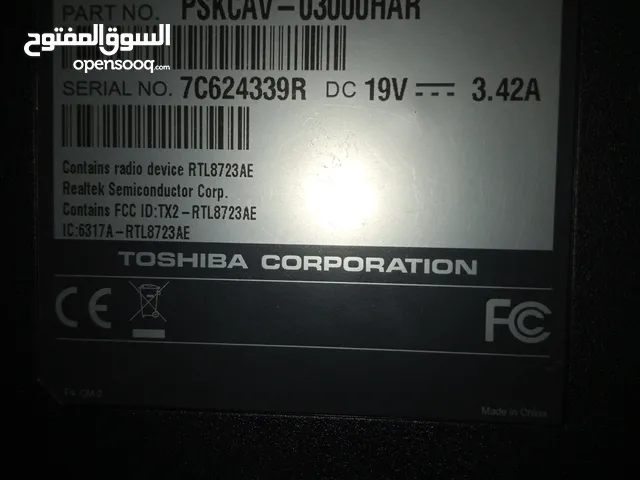 السوق المفتوح
opensooq.com
PART NO. PSKCAV-03000HAR
SERIAL NO. 7C624339R DC 19V 3.42A
Contains radio device RTL8723AE
Realtek Semiconductor Corp.
Contains FCC ID:TX2-RTL8723AE
IC:6317A-RTL8723AE
TOSHIBA CORPORATION
CE FC
Made in China